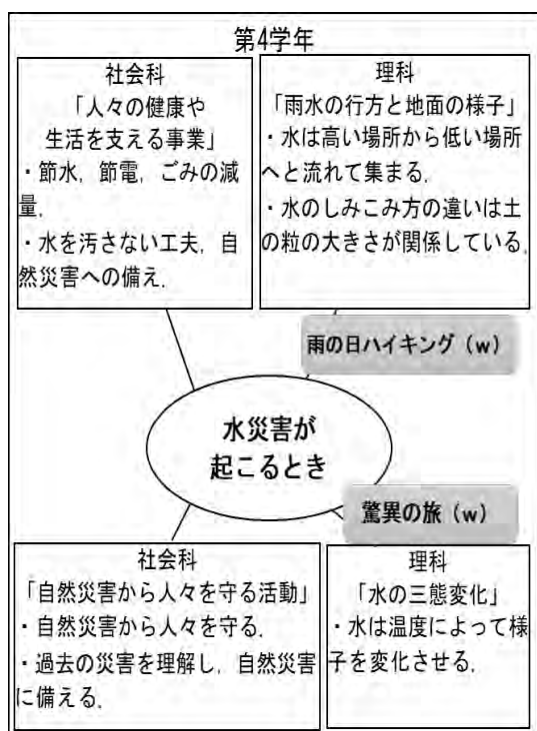 第4学年
社会科
「人々の健康や
生活を支える事業」
・節水，節電，ごみの減
量．
・水を汚さない工夫，自
然災害への備え．
理科
「雨水の行方と地面の様子」
・水は高い場所から低い場所
へと流れて集まる．
・水のしみこみ方の違いは土
の粒の大きさが関係している．
雨の日ハイキング（w）
水災害が
起こるとき
驚異の旅（w）
社会科
「自然災害から人々を守る活動」
・自然災害から人々を守る．
・過去の災害を理解し，自然災害
に備える．
理科
「水の三態変化」
・水は温度によって様
子を変化させる．